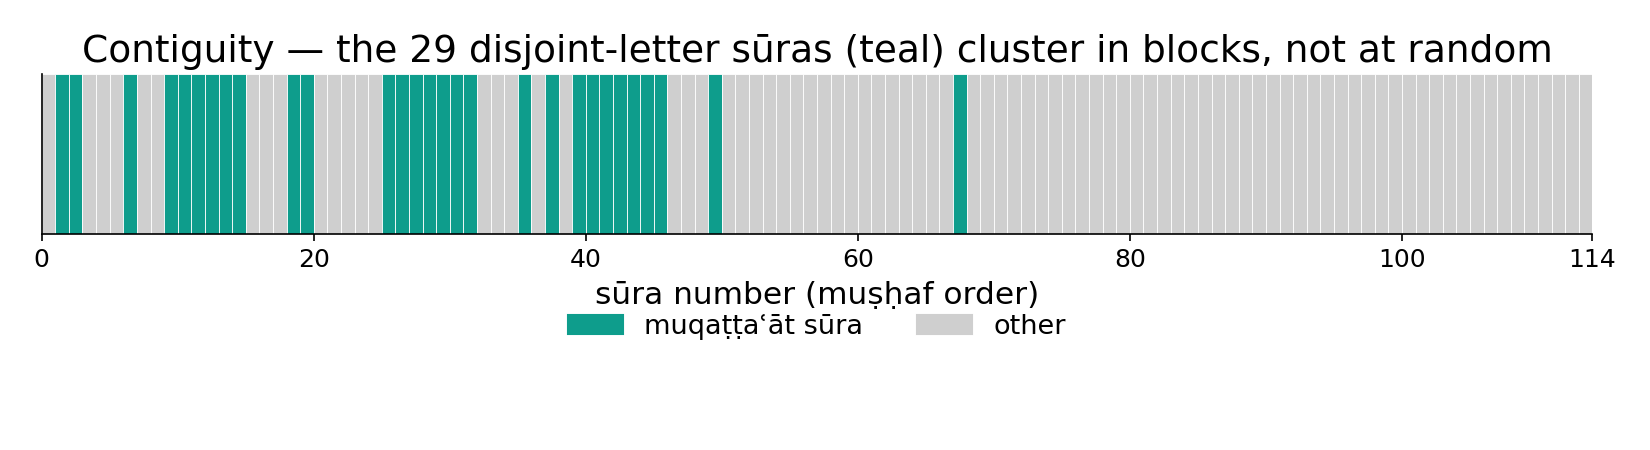 Contiguity — the 29 disjoint-letter sūras (teal) cluster in blocks, not at random
0 20 40 60 80 100 114
sūra number (muṣḥaf order)
muqaṭṭaʿāt sūra other